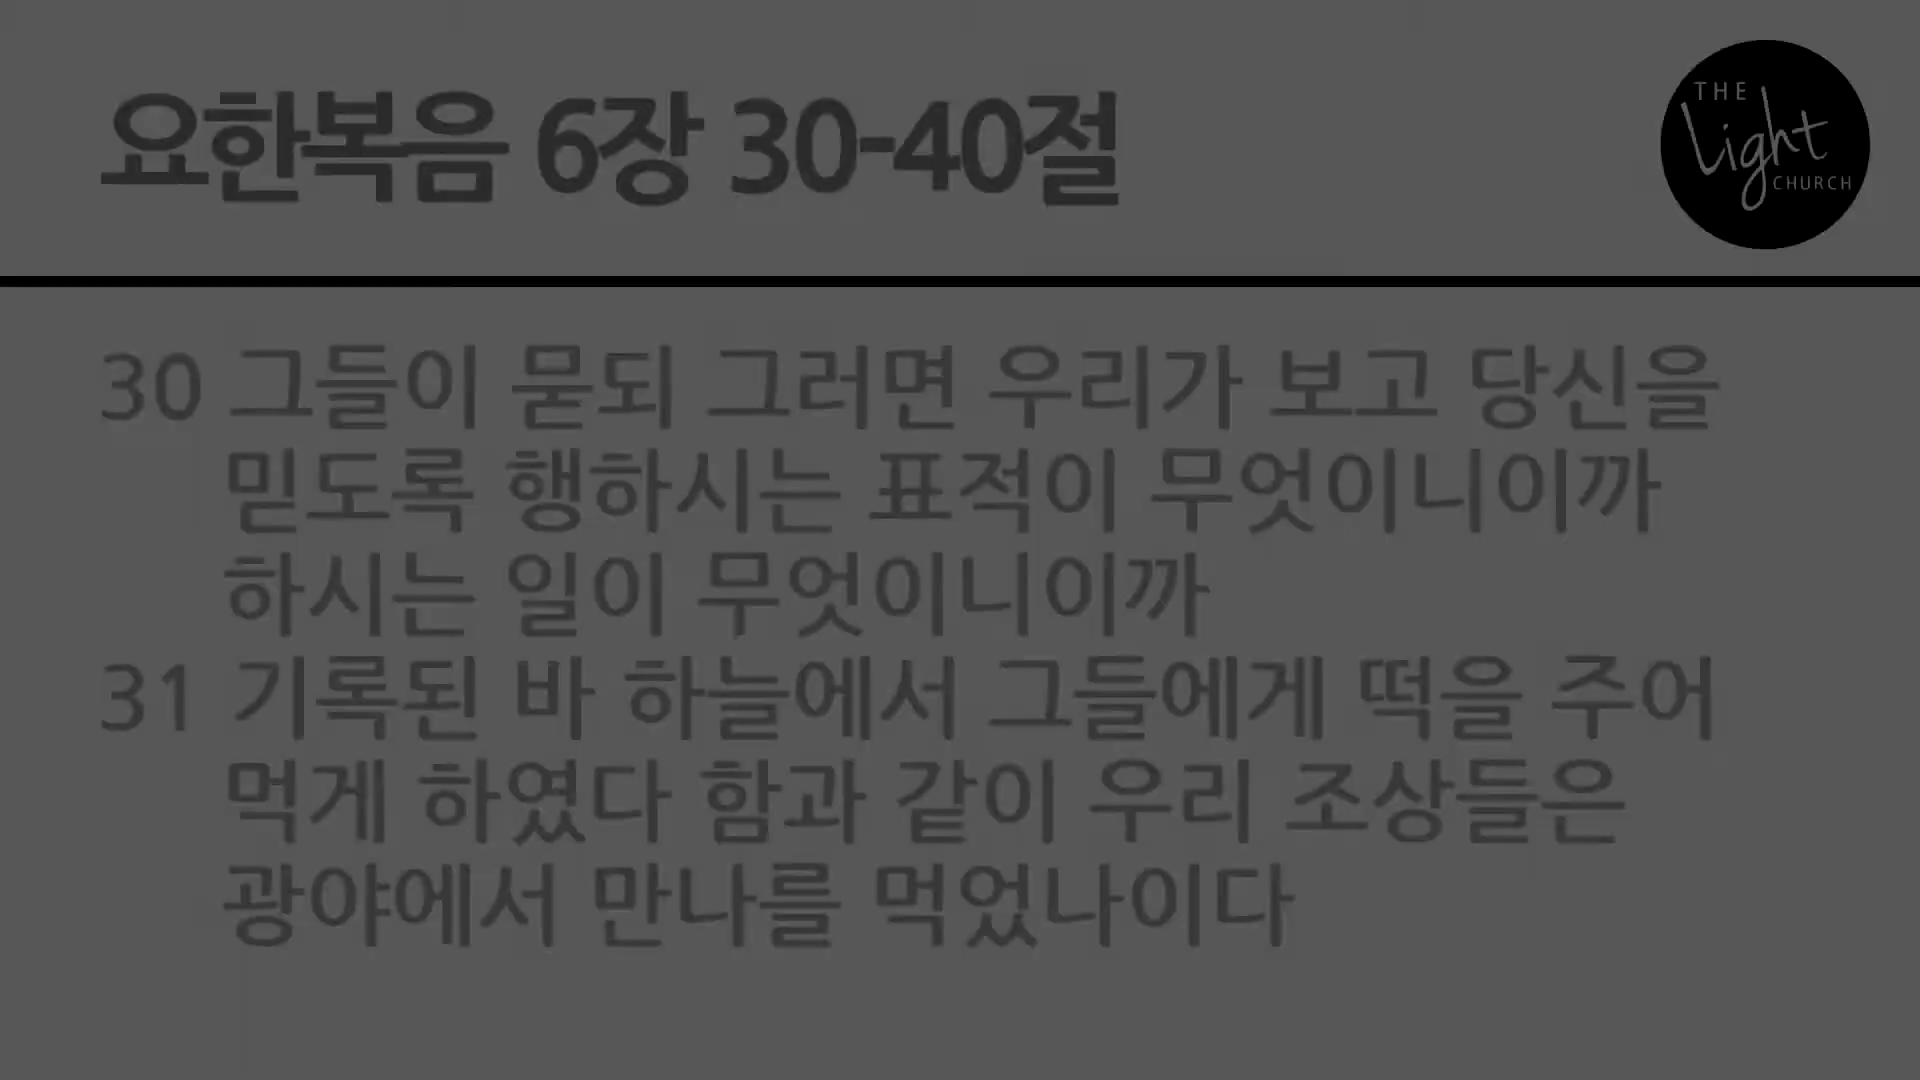 요한복음 6장 30-40절
THE
Light
CHURCH
30 그들이 묻되 그러면 우리가 보고 당신을
믿도록 행하시는 표적이 무엇이니이까
하시는 일이 무엇이니이까
31 기록된 바 하늘에서 그들에게 떡을 주어
먹게 하였다 함과 같이 우리 조상들은
광야에서 만나를 먹었나이다